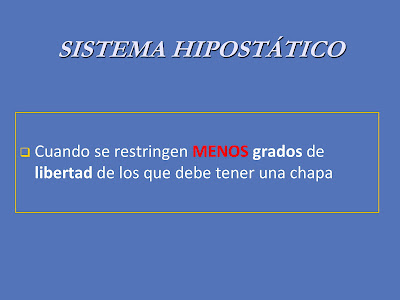 SISTEMA HIPOSTÁTICO
Cuando se restringen MENOS grados de
libertad de los que debe tener una chapa